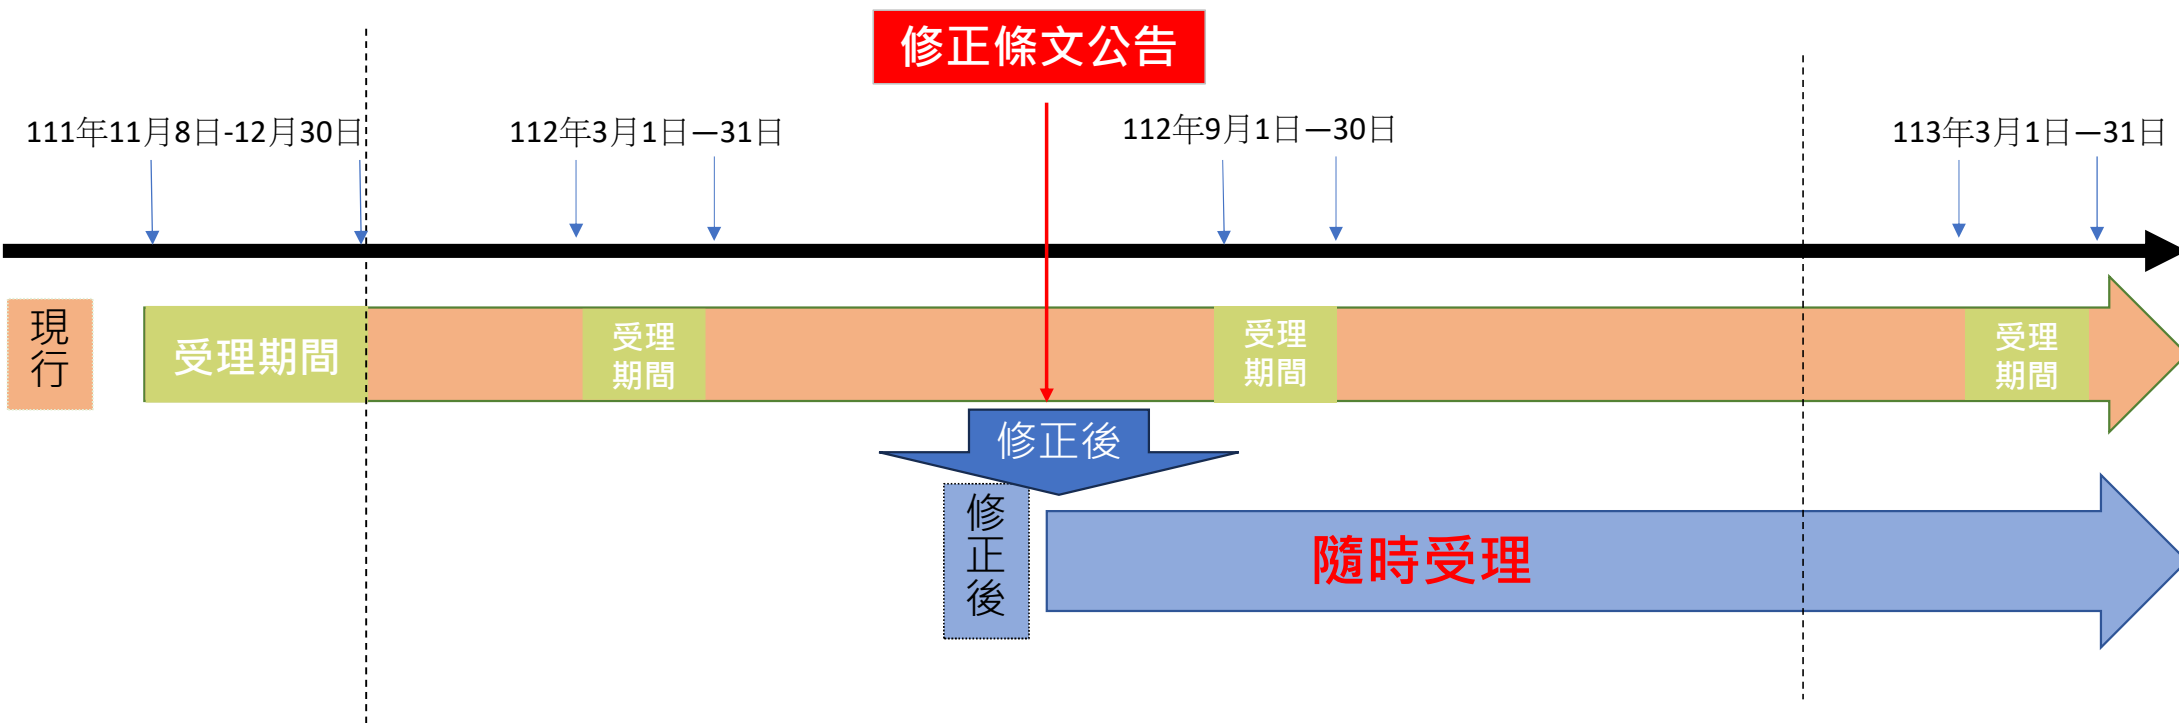 修正條文公告
111年11月8日-12月30日
112年3月1日—31日
112年9月1日—30日
113年3月1日—31日
現
行
受理期間
受理
期間
受理
期間
受理
期間
修正後
修
正
後
隨時受理